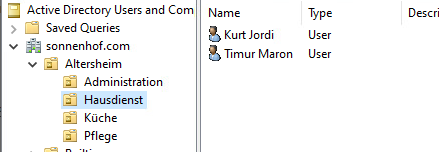 Active Directory Users and Com
Saved Queries
sonnenhof.com
Altersheim
Administration
Hausdienst
Küche
Pflege
Name
Type
Descri
Kurt Jordi
User
Timur Maron
User